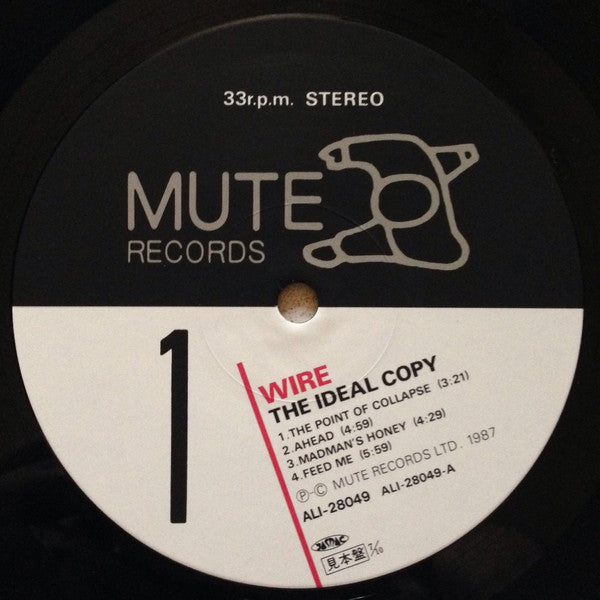 33r.p.m. STEREO
MUTE
RECORDS
1
WIRE
THE IDEAL COPY
1.THE POINT OF COLLAPSE (3:21)
2.AHEAD (4:59)
3.MADMAN'S HONEY (4:29)
4.FEED ME (5:59)
Ⓟ-© MUTE RECORDS LTD. 1987
ALI-28049 ALI-28049-A
見本盤